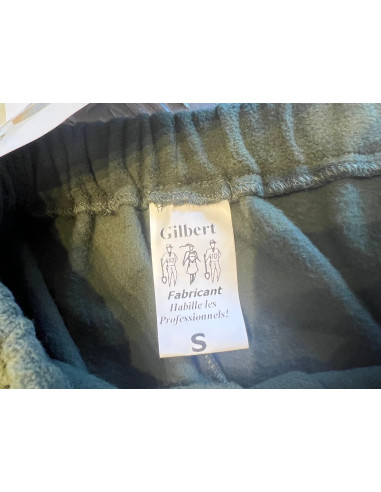 Gilbert
Fabricant
Habille les
Professionnels!
S